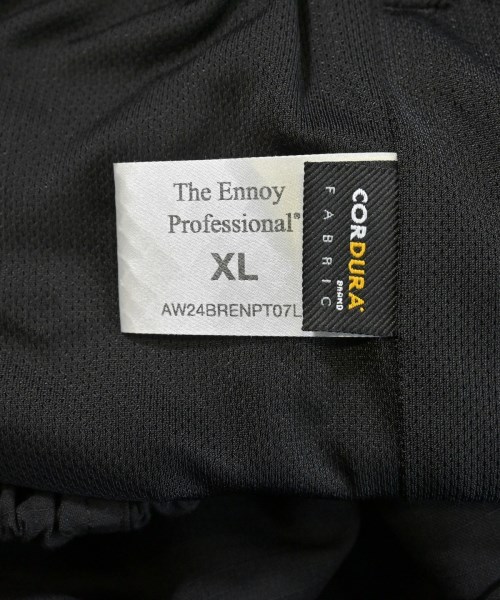 The Ennoy
Professional®
XL
AW24BRENPT07L
CORDURA®
BRAND
FABRIC